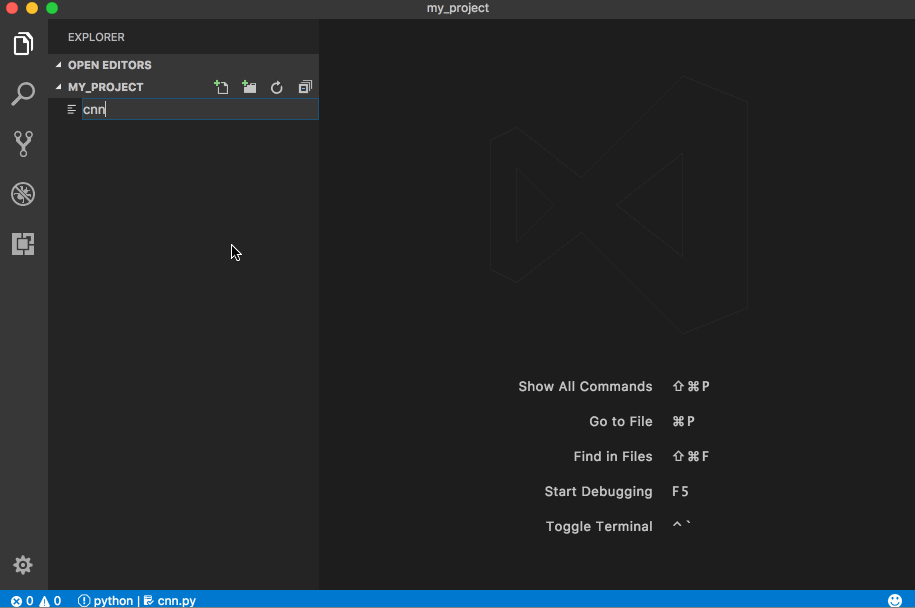 my_project
EXPLORER
OPEN EDITORS
MY_PROJECT
cnn
Show All Commands ⇧⌘P
Go to File ⌘P
Find in Files ⇧⌘F
Start Debugging F5
Toggle Terminal ^`
0 0 python | cnn.py